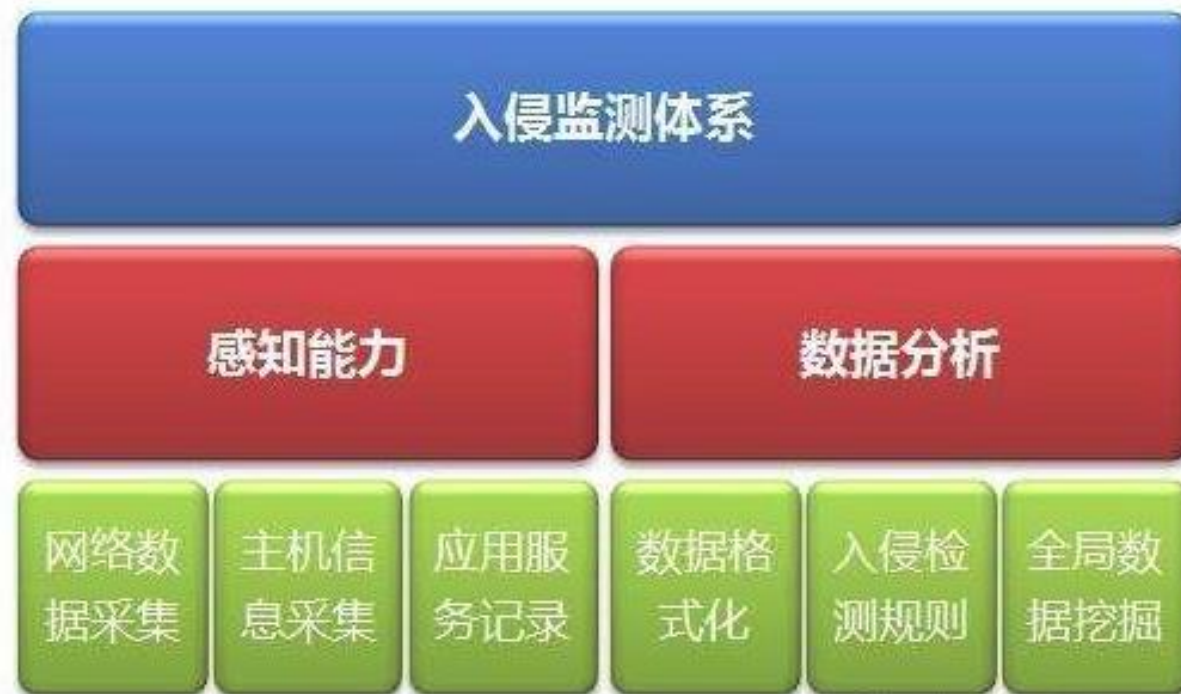 入侵监测体系
感知能力
数据分析
网络数
据采集
主机信
息采集
应用服
务记录
数据格
式化
入侵检
测规则
全局数
据挖掘